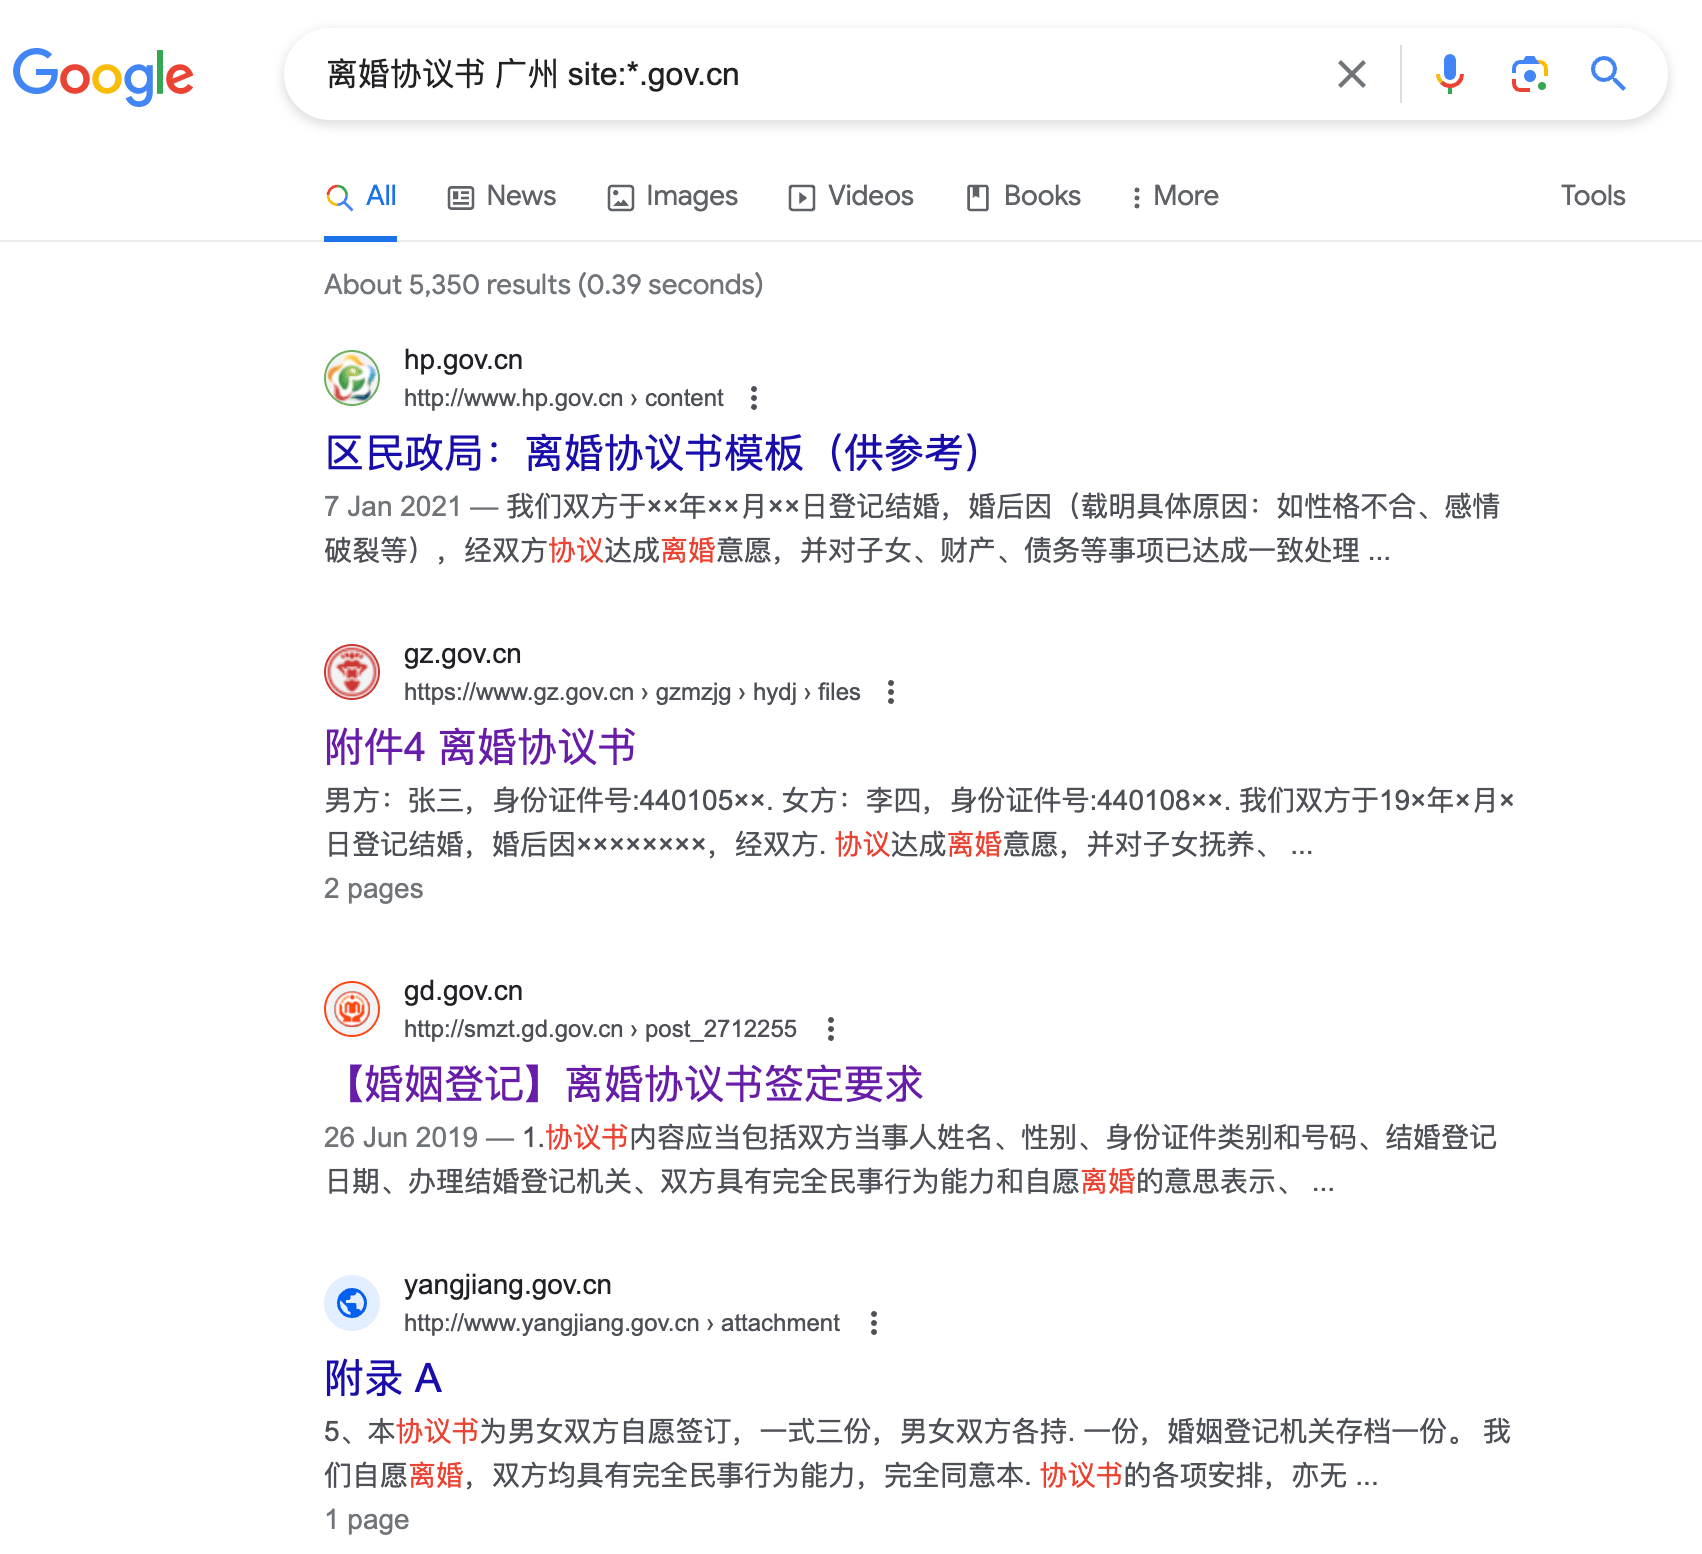 Google
离婚协议书 广州 site:*.gov.cn
All News Images Videos Books More Tools
About 5,350 results (0.39 seconds)
hp.gov.cn
http://www.hp.gov.cn › content
区民政局：离婚协议书模板（供参考）
7 Jan 2021 — 我们双方于××年××月××日登记结婚，婚后因（载明具体原因：如性格不合、感情
破裂等），经双方协议达成离婚意愿，并对子女、财产、债务等事项已达成一致处理 ...
gz.gov.cn
https://www.gz.gov.cn › gzmzjg › hydj › files
附件4 离婚协议书
男方：张三，身份证件号:440105××. 女方：李四，身份证件号:440108××. 我们双方于19×年×月×
日登记结婚，婚后因××××××××，经双方. 协议达成离婚意愿，并对子女抚养、 ...
2 pages
gd.gov.cn
http://smzt.gd.gov.cn › post_2712255
【婚姻登记】离婚协议书签定要求
26 Jun 2019 — 1.协议书内容应当包括双方当事人姓名、性别、身份证件类别和号码、结婚登记
日期、办理结婚登记机关、双方具有完全民事行为能力和自愿离婚的意思表示、 ...
yangjiang.gov.cn
http://www.yangjiang.gov.cn › attachment
附录 A
5、本协议书为男女双方自愿签订，一式三份，男女双方各持. 一份，婚姻登记机关存档一份。 我
们自愿离婚，双方均具有完全民事行为能力，完全同意本. 协议书的各项安排，亦无 ...
1 page